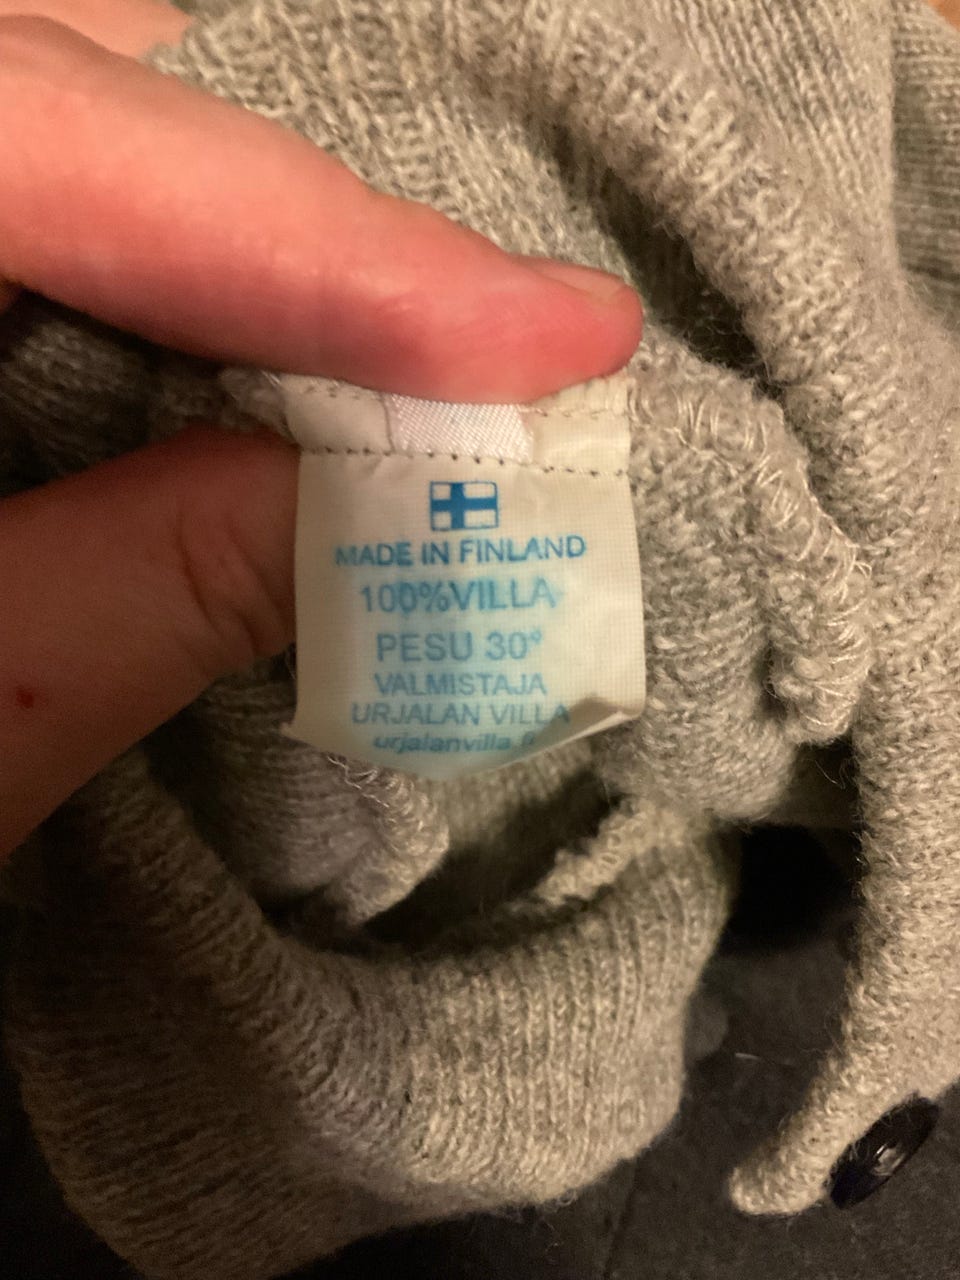 MADE IN FINLAND
100%VILLA
PESU 30°
VALMISTAJA
URJALAN VILLA
urjalanvilla.fi